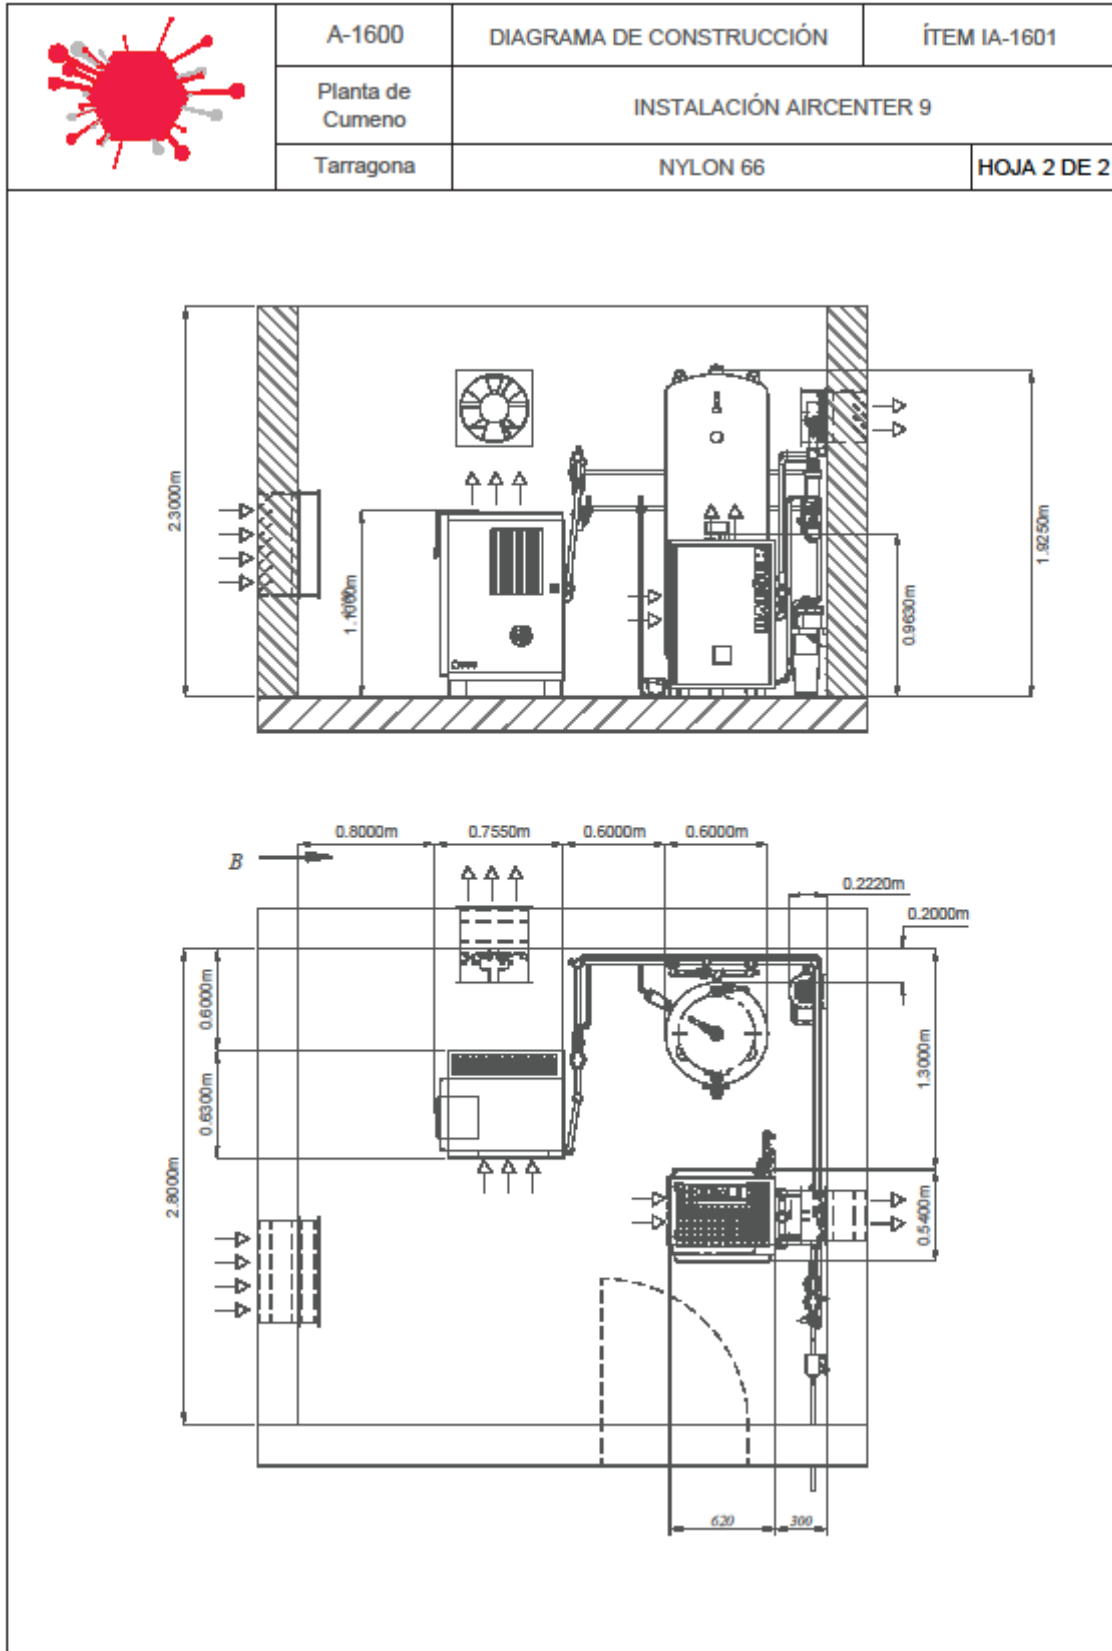 A-1600
DIAGRAMA DE CONSTRUCCIÓN
ÍTEM IA-1601
Planta de
Cumeno
INSTALACIÓN AIRCENTER 9
Tarragona
NYLON 66
HOJA 2 DE 2
2.3000m
1.9250m
0.9630m
0.8000m
0.7550m
0.6000m
0.6000m
B
0.2220m
0.2000m
0.6000m
0.6300m
2.8000m
1.3000m
0.5400m
620
300